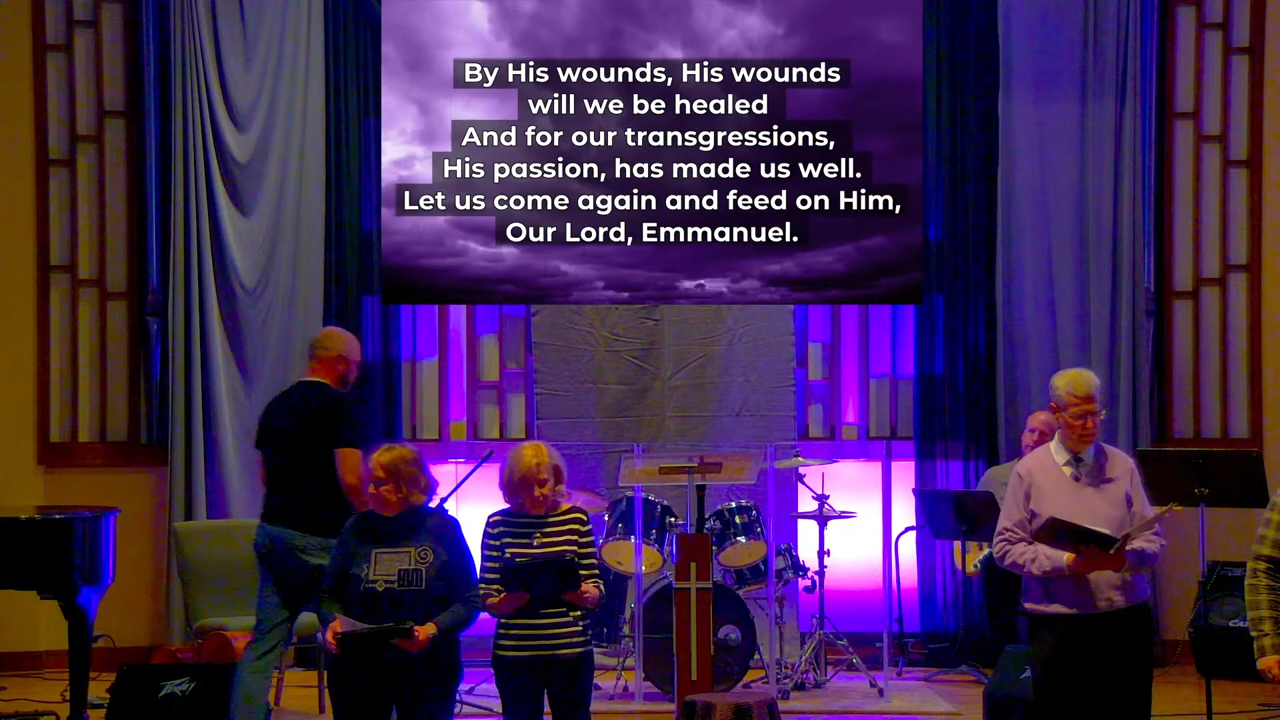 By His wounds, His wounds
will we be healed
And for our transgressions,
His passion, has made us well.
Let us come again and feed on Him,
Our Lord, Emmanuel.
PEAVEY